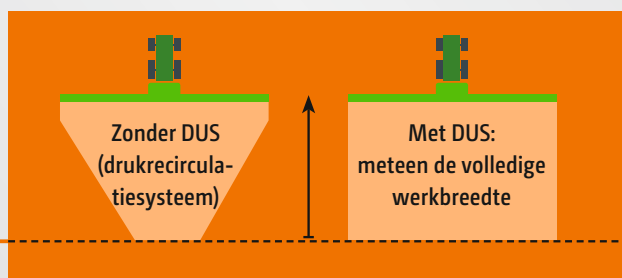 Zonder DUS
(drukrecircula-
tiesysteem)
Met DUS:
meteen de volledige
werkbreedte